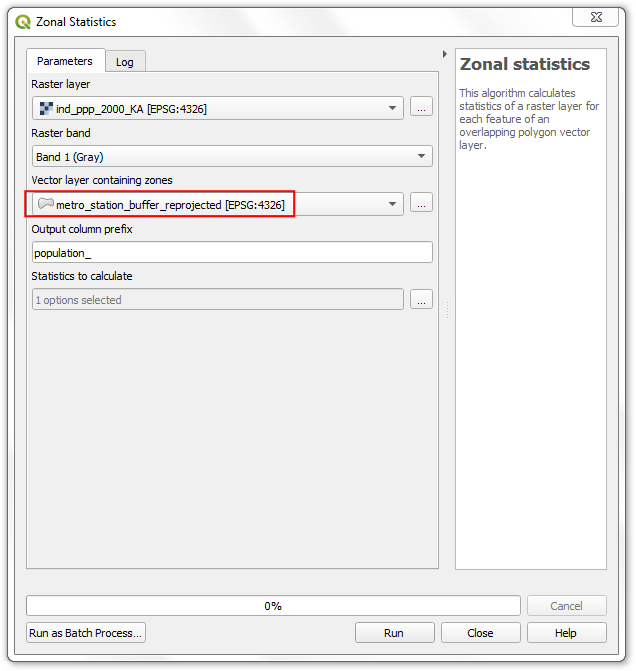 Zonal Statistics
Parameters
Log
Raster layer
ind_ppp_2000_KA [EPSG:4326]
...
Raster band
Band 1 (Gray)
Vector layer containing zones
metro_station_buffer_reprojected [EPSG:4326]
...
Output column prefix
population_
Statistics to calculate
1 options selected
...
Zonal statistics
This algorithm calculates
statistics of a raster layer for
each feature of an
overlapping polygon vector
layer.
0%
Cancel
Run as Batch Process...
Run
Close
Help